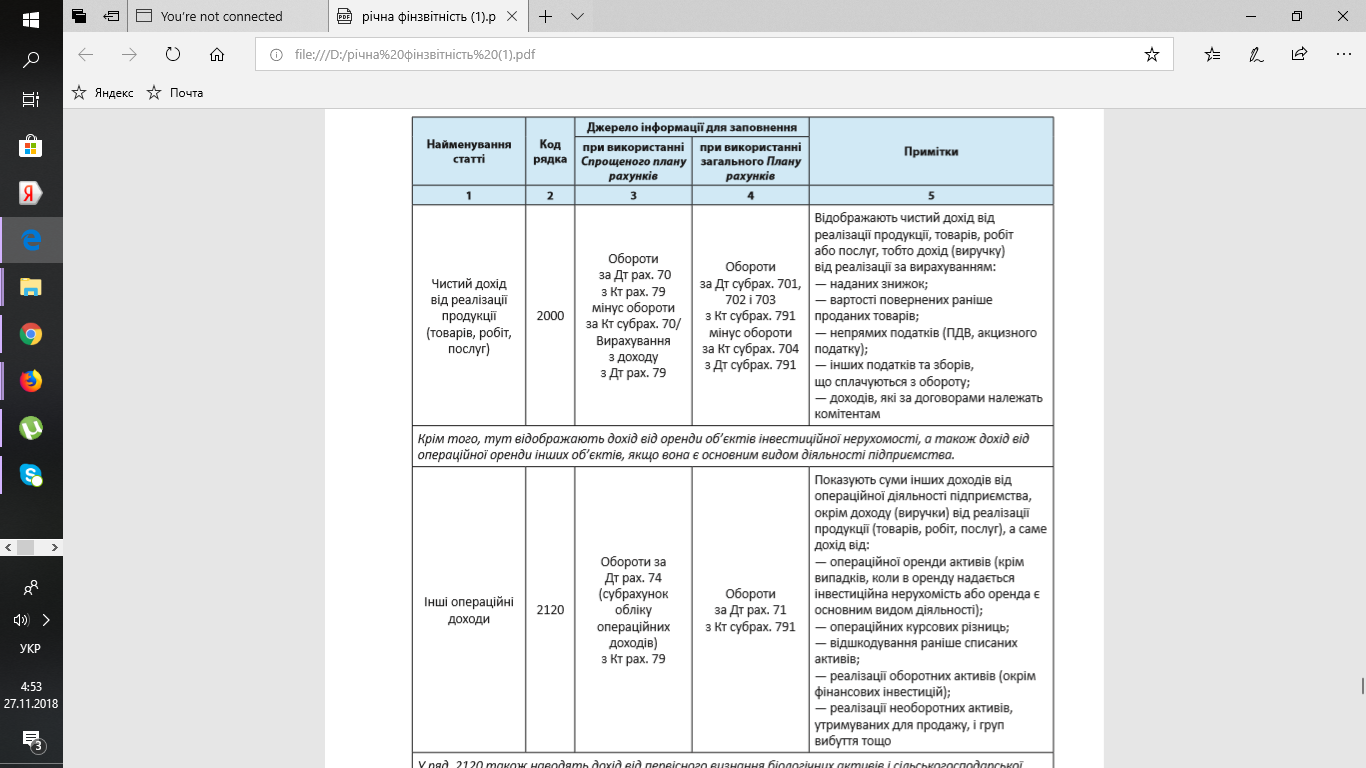 You're not connected
річна фінзвітність (1).p
file:///D:/річна%20фінзвітність%20(1).pdf
Яндекс
Почта
Найменування
статті
Код
рядка
Джерело інформації для заповнення
при використанні
Спрощеного плану
рахунків
при використанні
загального Плану
рахунків
Примітки
1
2
3
4
5
Чистий дохід
від реалізації
продукції
(товарів, робіт,
послуг)
2000
Обороти
за Дт рах. 70
з Кт рах. 79
мінус обороти
за Кт субрах. 70/
Вирахування
з доходу
з Дт рах. 79
Обороти
за Дт субрах. 701,
702 і 703
з Кт субрах. 791
мінус обороти
за Кт субрах. 704
з Дт субрах. 791
Відображають чистий дохід від
реалізації продукції, товарів, робіт
або послуг, тобто дохід (виручку)
від реалізації за вирахуванням:
— наданих знижок;
— вартості повернених раніше
проданих товарів;
— непрямих податків (ПДВ, акцизного
податку);
— інших податків та зборів,
що сплачуються з обороту;
— доходів, які за договорами належать
комітентам
Крім того, тут відображають дохід від оренди об'єктів інвестиційної нерухомості, а також дохід від
операційної оренди інших об'єктів, якщо вона є основним видом діяльності підприємства.
Інші операційні
доходи
2120
Обороти за
Дт рах. 74
(субрахунок
обліку
операційних
доходів)
з Кт рах. 79
Обороти
за Дт рах. 71
з Кт субрах. 791
Показують суми інших доходів від
операційної діяльності підприємства,
окрім доходу (виручки) від реалізації
продукції (товарів, робіт, послуг), а саме
дохід від:
— операційної оренди активів (крім
випадків, коли в оренду надається
інвестиційна нерухомість або оренда є
основним видом діяльності);
— операційних курсових різниць;
— відшкодування раніше списаних
активів;
— реалізації оборотних активів (окрім
фінансових інвестицій);
— реалізації необоротних активів,
утримуваних для продажу, і груп
вибуття тощо
У ряд. 2120 також наводять дохід від первісного визнання біологічних активів і сільськогосподарської
УКР
4:53
27.11.2018
3